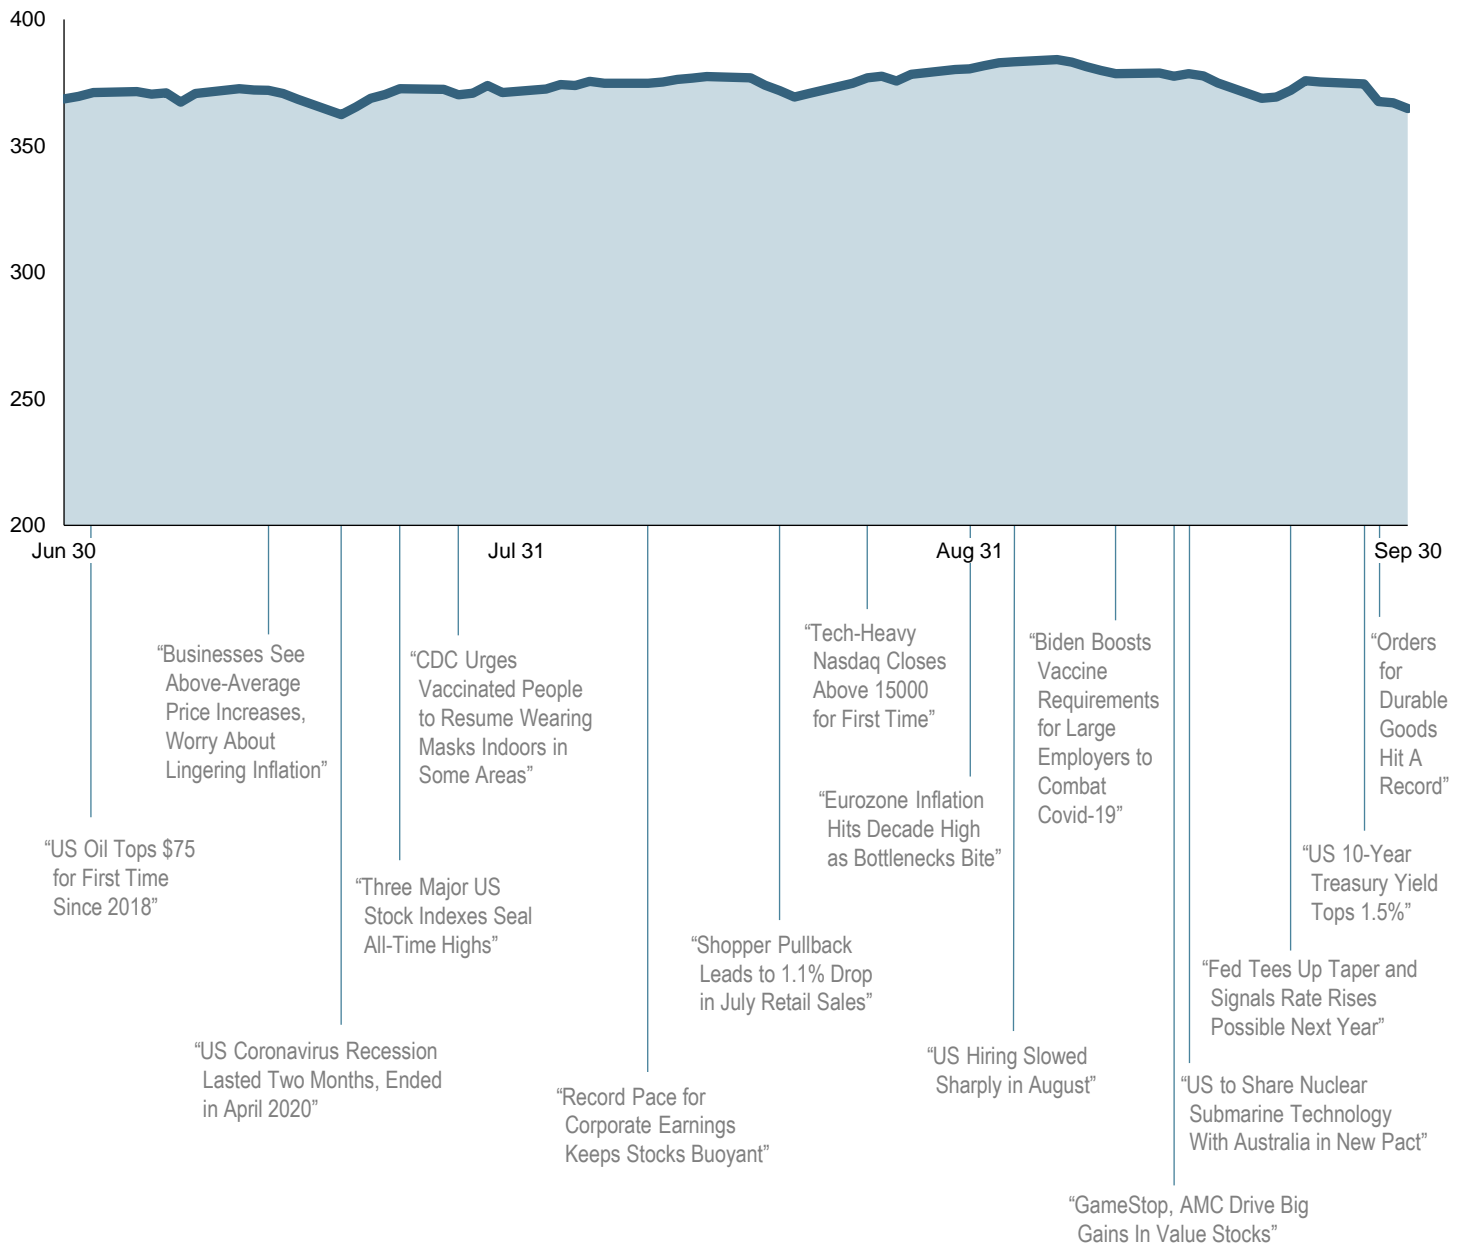 400
350
300
250
200
Jun 30
Jul 31
Aug 31
Sep 30
“US Oil Tops $75
for First Time
Since 2018”
“Businesses See
Above-Average
Price Increases,
Worry About
Lingering Inflation”
“US Coronavirus Recession
Lasted Two Months, Ended
in April 2020”
“Three Major US
Stock Indexes Seal
All-Time Highs”
“CDC Urges
Vaccinated People
to Resume Wearing
Masks Indoors in
Some Areas”
“Record Pace for
Corporate Earnings
Keeps Stocks Buoyant”
“Shopper Pullback
Leads to 1.1% Drop
in July Retail Sales”
“Tech-Heavy
Nasdaq Closes
Above 15000
for First Time”
“Eurozone Inflation
Hits Decade High
as Bottlenecks Bite”
“US Hiring Slowed
Sharply in August”
“Biden Boosts
Vaccine
Requirements
for Large
Employers to
Combat
Covid-19”
“GameStop, AMC Drive Big
Gains In Value Stocks”
“US to Share Nuclear
Submarine Technology
With Australia in New Pact”
“Fed Tees Up Taper and
Signals Rate Rises
Possible Next Year”
“US 10-Year
Treasury Yield
Tops 1.5%”
“Orders
for
Durable
Goods
Hit A
Record”